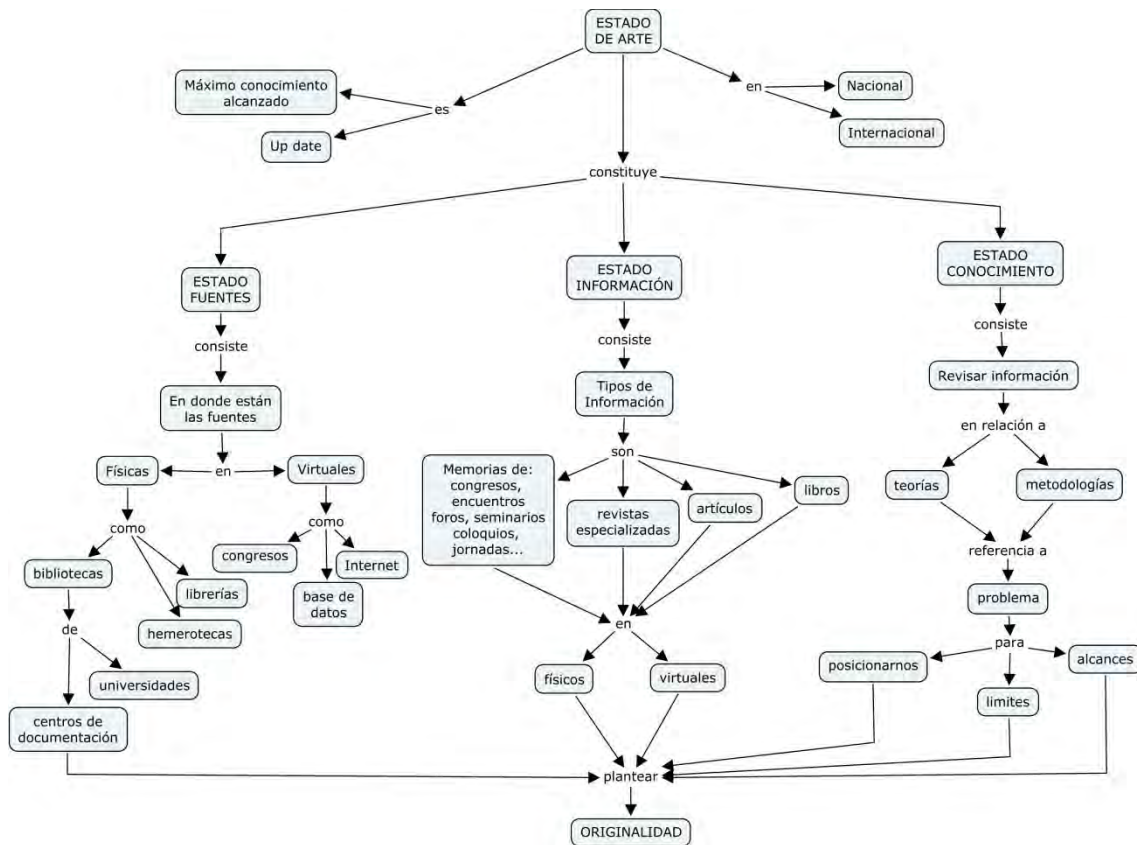 ESTADO
DE ARTE
Máximo conocimiento
alcanzado
es
Up date
en
Nacional
Internacional
constituye
ESTADO
FUENTES
consiste
En donde están
las fuentes
Físicas
en
Virtuales
como
bibliotecas
librerías
hemerotecas
de
universidades
centros de
documentación
como
congresos
Internet
base de
datos
ESTADO
INFORMACIÓN
consiste
Tipos de
Información
son
Memorias de:
congresos,
encuentros
foros, seminarios
coloquios,
jornadas...
revistas
especializadas
artículos
libros
en
físicos
virtuales
ESTADO
CONOCIMIENTO
consiste
Revisar información
en relación a
teorías
metodologías
referencia a
problema
para
posicionarnos
limites
alcances
plantear
ORIGINALIDAD